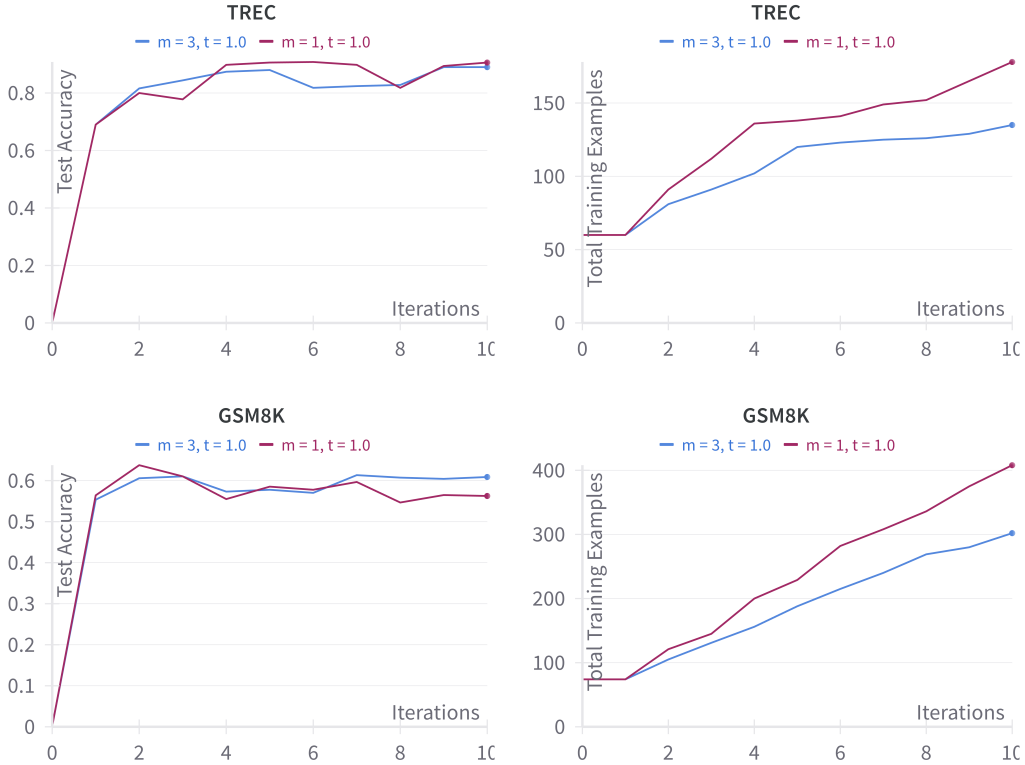 TREC
m = 3, t = 1.0 m = 1, t = 1.0
0.8
0.6
0.4
0.2
0
Test Accuracy
Iterations
0 2 4 6 8 10
TREC
m = 3, t = 1.0 m = 1, t = 1.0
150
100
50
0
Total Training Examples
Iterations
0 2 4 6 8 10
GSM8K
m = 3, t = 1.0 m = 1, t = 1.0
0.6
0.5
0.4
0.3
0.2
0.1
0
Test Accuracy
Iterations
0 2 4 6 8 10
GSM8K
m = 3, t = 1.0 m = 1, t = 1.0
400
300
200
100
0
Total Training Examples
Iterations
0 2 4 6 8 10